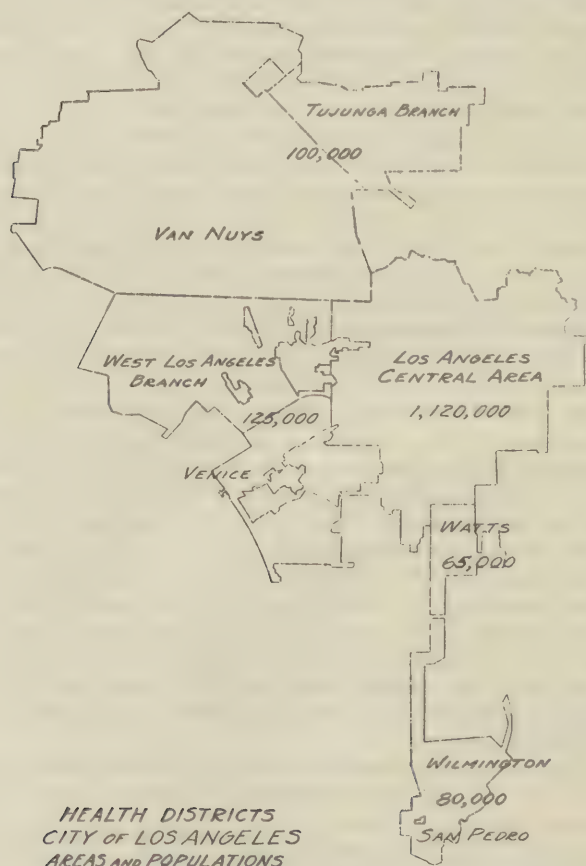 TUJUNGA BRANCH
100,000
VAN NUYS
WEST LOS ANGELES
BRANCH
125,000
LOS ANGELES
CENTRAL AREA
1,120,000
VENICE
WATTS
65,000
WILMINGTON
80,000
SAN PEDRO
HEALTH DISTRICTS
CITY OF LOS ANGELES
AREAS AND POPULATIONS